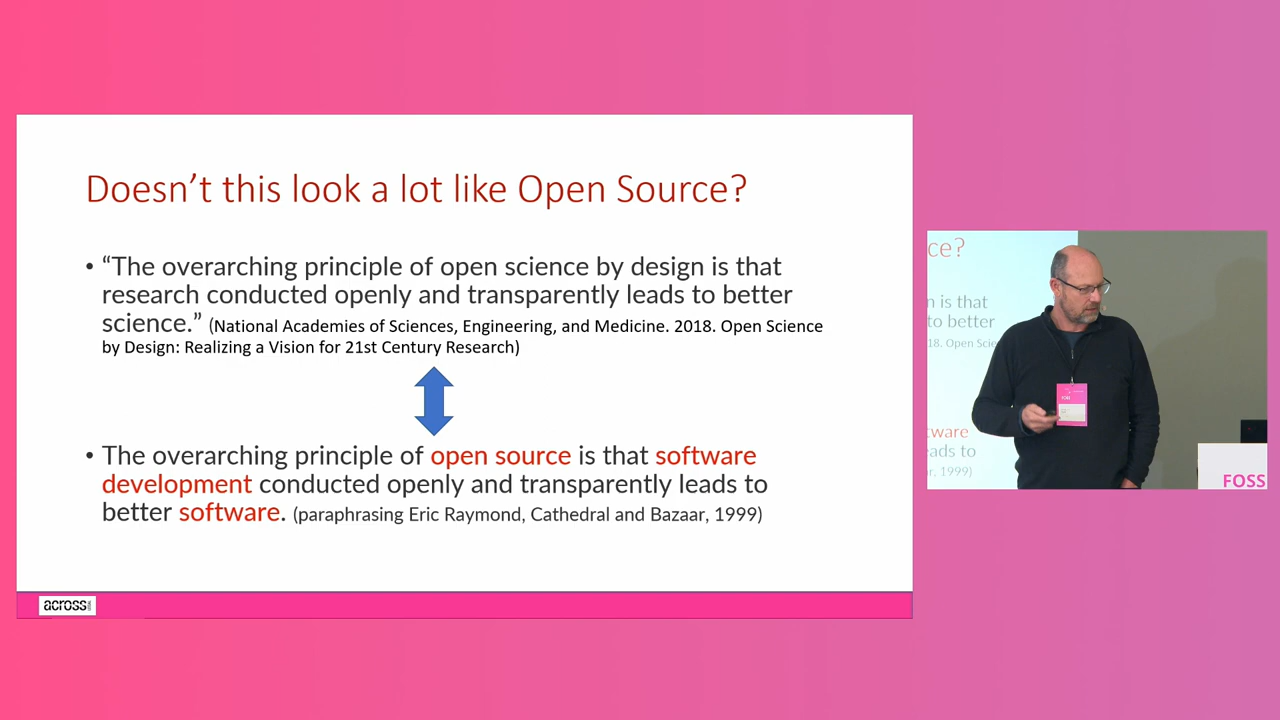 Doesn’t this look a lot like Open Source?
• “The overarching principle of open science by design is that
research conducted openly and transparently leads to better
science.” (National Academies of Sciences, Engineering, and Medicine. 2018. Open Science
by Design: Realizing a Vision for 21st Century Research)
• The overarching principle of open source is that software
development conducted openly and transparently leads to
better software. (paraphrasing Eric Raymond, Cathedral and Bazaar, 1999)
across
ce?
n is that
to better
18. Open Scie
tware
eads to
ar, 1999)
FOSS